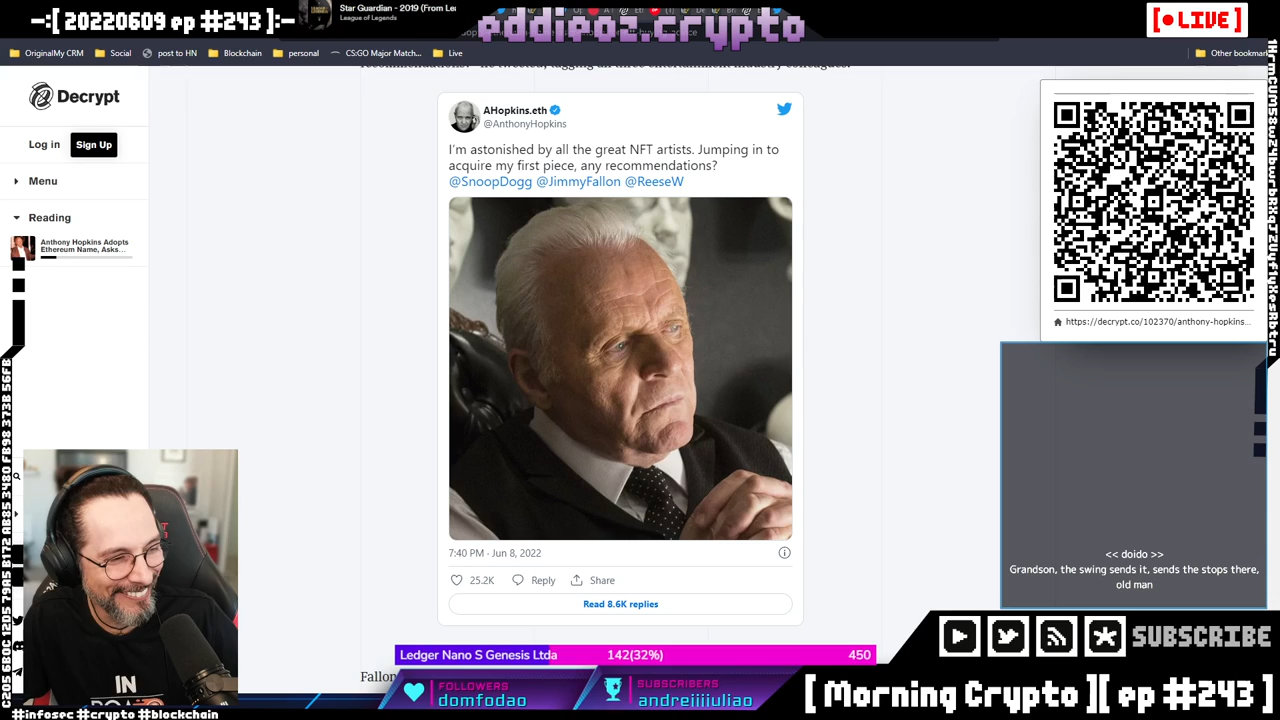 -:[ 20220609 ep #243 ]:-
Star Guardian - 2019 (From Le
League of Legends
eddieoz.crypto
[● LIVE]
OriginalMy CRM
Social
post to HN
Blockchain
personal
CS:GO Major Match...
Live
Other bookmar
Decrypt
Log in
Sign Up
Menu
Reading
Anthony Hopkins Adopts
Ethereum Name, Asks...
AHopkins.eth
@AnthonyHopkins
I'm astonished by all the great NFT artists. Jumping in to
acquire my first piece, any recommendations?
@SnoopDogg @JimmyFallon @ReeseW
7:40 PM · Jun 8, 2022
25.2K
Reply
Share
Read 8.6K replies
https://decrypt.co/102370/anthony-hopkins...
<< doido >>
Grandson, the swing sends it, sends the stops there,
old man
Fallon
Ledger Nano S Genesis Ltda
142(32%)
450
FOLLOWERS
domfodao
SUBSCRIBERS
andrejjjuliao
SUBSCRIBE
[ Morning Crypto ][ ep #243 ]
IN
#infosec #crypto #blockchain